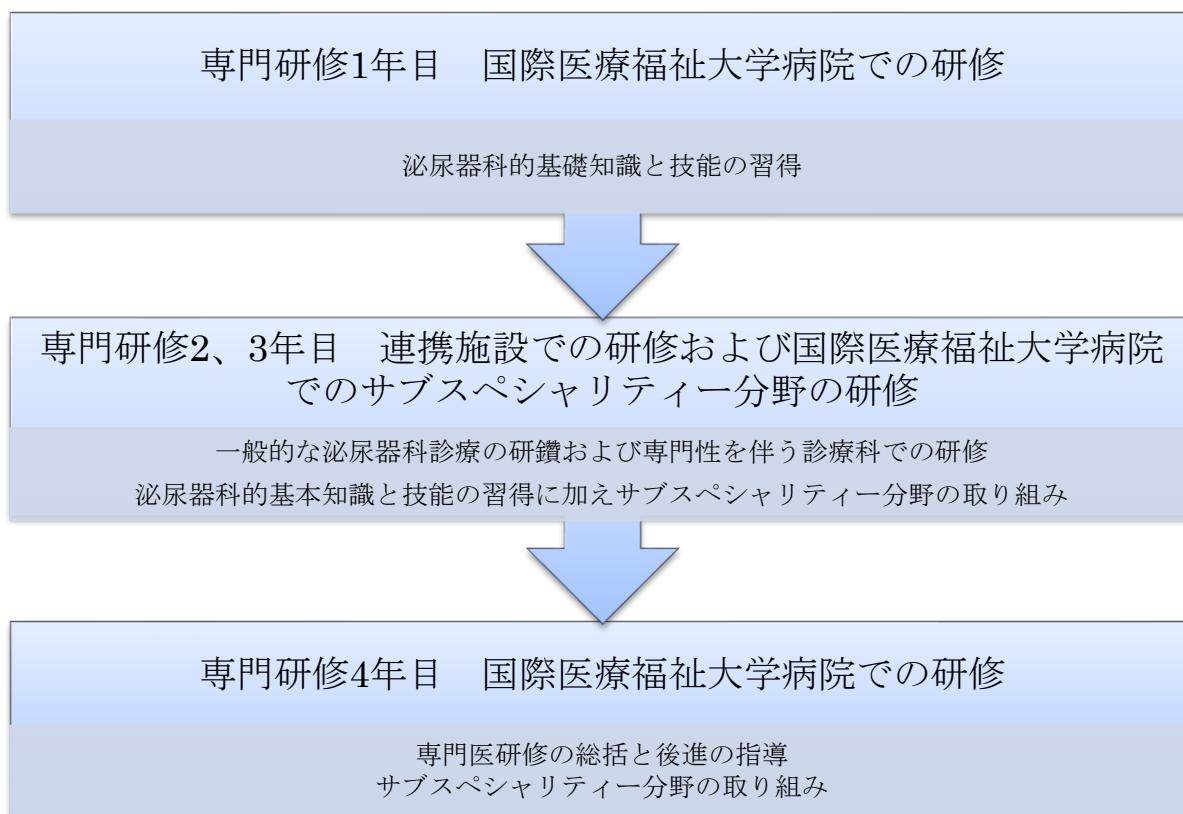 専門研修1年目　国際医療福祉大学病院での研修
泌尿器科的基礎知識と技能の習得
専門研修2、3年目　連携施設での研修および国際医療福祉大学病院
でのサブスペシャリティー分野の研修
一般的な泌尿器科診療の研鑽および専門性を伴う診療科での研修
泌尿器科的基本知識と技能の習得に加えサブスペシャリティー分野の取り組み
専門研修4年目　国際医療福祉大学病院での研修
専門医研修の総括と後進の指導
サブスペシャリティー分野の取り組み